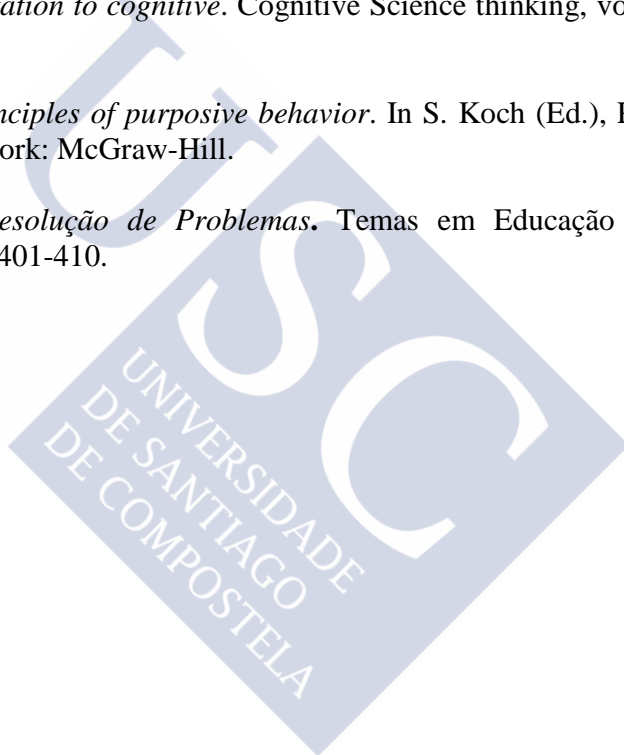 ation to cognitive. Cognitive Science thinking, vo
nciples of purposive behavior. In S. Koch (Ed.), P
ork: McGraw-Hill.
esolução de Problemas. Temas em Educação
401-410.
USC
UNIVERSIDADE
DE SANTIAGO
DE COMPOSTELA